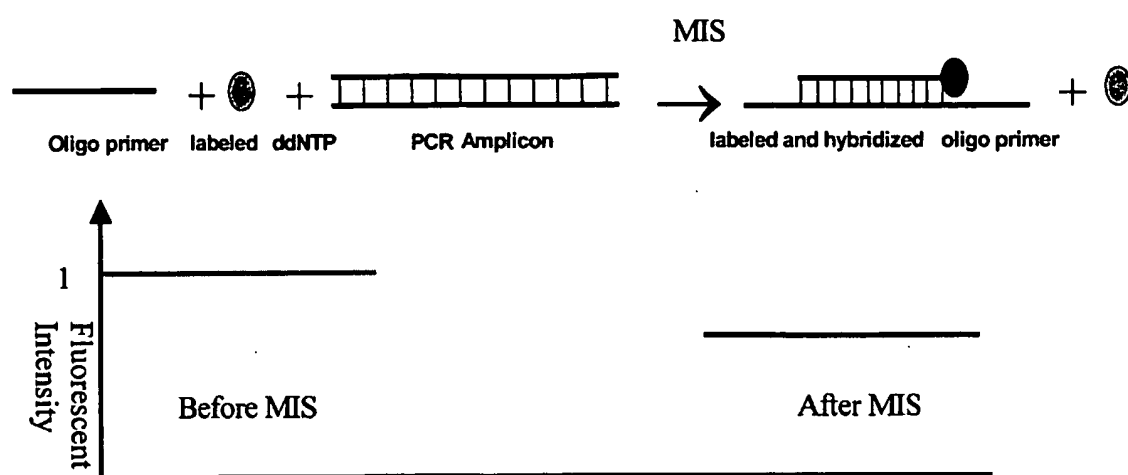 MIS
+ + → +
Oligo primer labeled ddNTP PCR Amplicon labeled and hybridized oligo primer
1
Fluorescent
Intensity
Before MIS After MIS